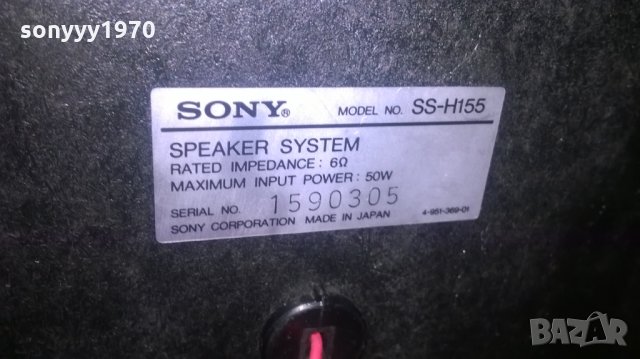 sonyyy1970
SONY® MODEL NO. SS-H155
SPEAKER SYSTEM
RATED IMPEDANCE : 6Ω
MAXIMUM INPUT POWER : 50W
SERIAL NO. 1590305
SONY CORPORATION MADE IN JAPAN 4-951-369-01
BAZAR.bg